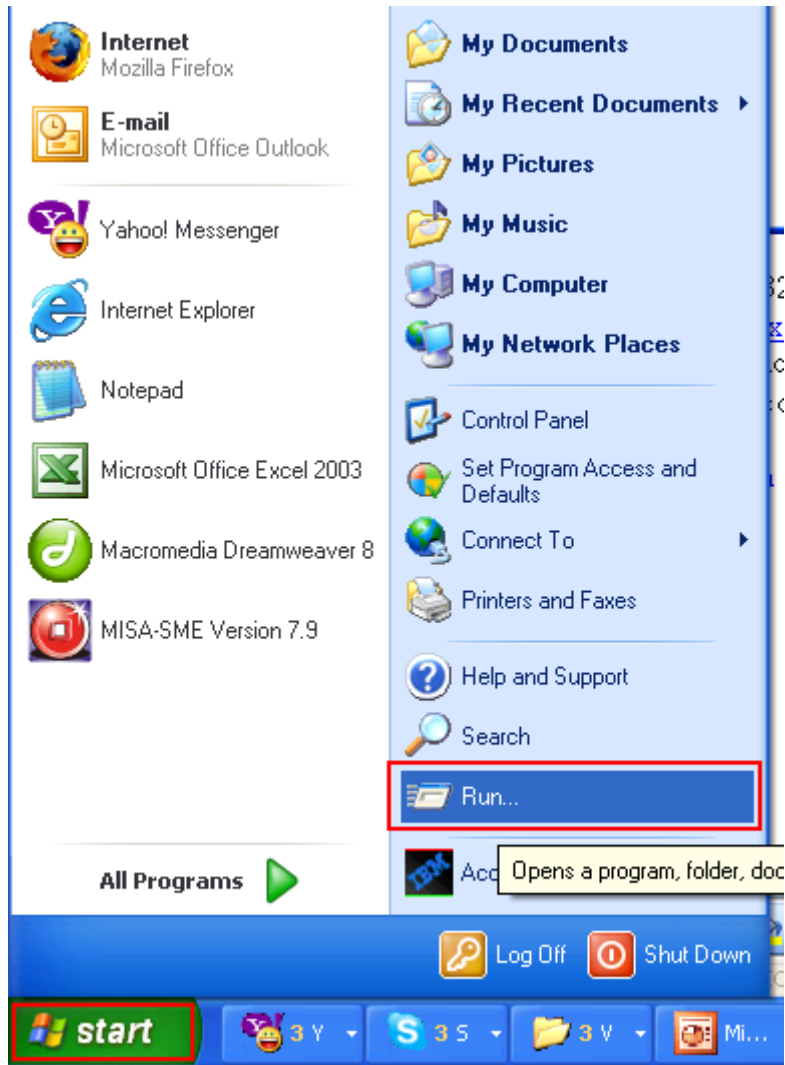 Internet
Mozilla Firefox
E-mail
Microsoft Office Outlook
Yahoo! Messenger
Internet Explorer
Notepad
Microsoft Office Excel 2003
Macromedia Dreamweaver 8
MISA-SME Version 7.9
All Programs
My Documents
My Recent Documents
My Pictures
My Music
My Computer
My Network Places
Control Panel
Set Program Access and
Defaults
Connect To
Printers and Faxes
Help and Support
Search
Run...
IBM
Acc
Opens a program, folder, doc
Log Off
Shut Down
start
3 Y
3 S
3 V
Mi...